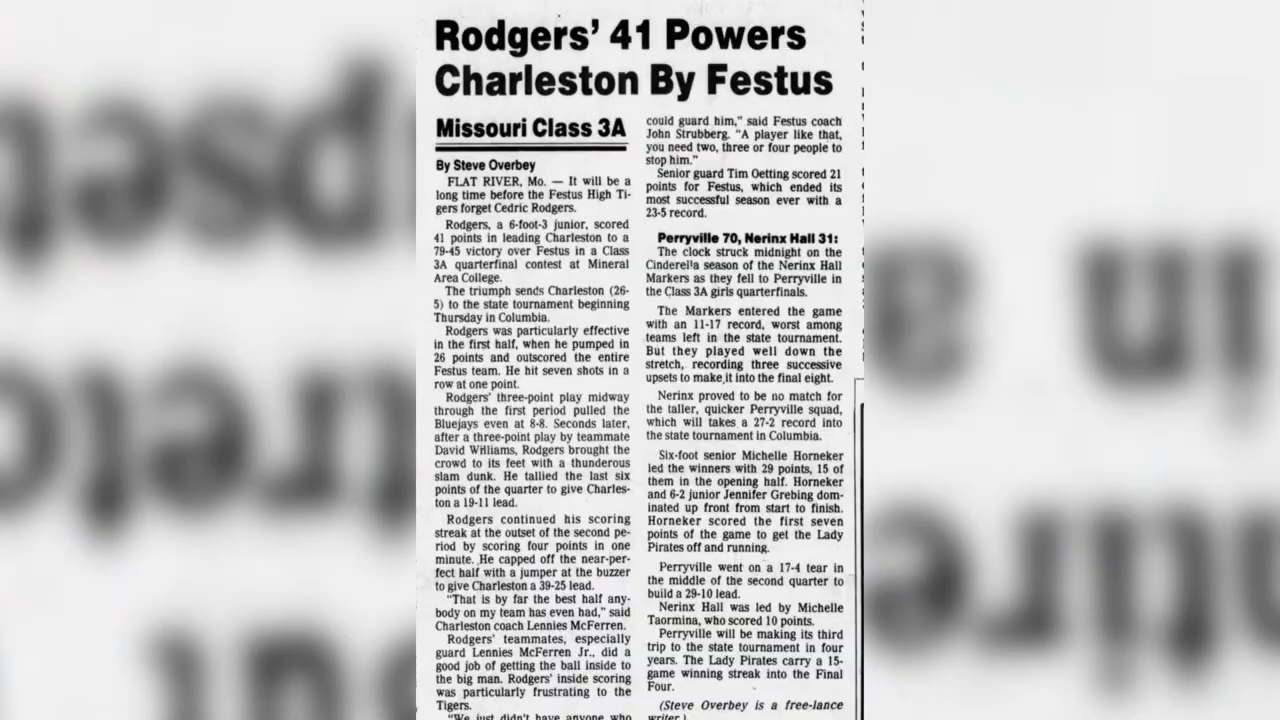 Rodgers' 41 Powers
Charleston By Festus
Missouri Class 3A
By Steve Overbey
FLAT RIVER, Mo. — It will be a
long time before the Festus High Ti-
gers forget Cedric Rodgers.
Rodgers, a 6-foot-3 junior, scored
41 points in leading Charleston to a
79-45 victory over Festus in a Class
3A quarterfinal contest at Mineral
Area College.
The triumph sends Charleston (26-
5) to the state tournament beginning
Thursday in Columbia.
Rodgers was particularly effective
in the first half, when he pumped in
26 points and outscored the entire
Festus team. He hit seven shots in a
row at one point.
Rodgers' three-point play midway
through the first period pulled the
Bluejays even at 8-8. Seconds later,
after a three-point play by teammate
David Williams, Rodgers brought the
crowd to its feet with a thunderous
slam dunk. He tallied the last six
points of the quarter to give Charles-
ton a 19-11 lead.
Rodgers continued his scoring
streak at the outset of the second pe-
riod by scoring four points in one
minute. He capped off the near-per-
fect half with a jumper at the buzzer
to give Charleston a 39-25 lead.
"That is by far the best half any-
body on my team has even had," said
Charleston coach Lennies McFerren.
Rodgers' teammates, especially
guard Lennies McFerren Jr., did a
good job of getting the ball inside to
the big man. Rodgers' inside scoring
was particularly frustrating to the
Tigers.
"We just didn't have anyone who
could guard him," said Festus coach
John Strubberg. "A player like that,
you need two, three or four people to
stop him."
Senior guard Tim Oetting scored 21
points for Festus, which ended its
most successful season ever with a
23-5 record.
Perryville 70, Nerinx Hall 31:
The clock struck midnight on the
Cinderella season of the Nerinx Hall
Markers as they fell to Perryville in
the Class 3A girls quarterfinals.
The Markers entered the game
with an 11-17 record, worst among
teams left in the state tournament.
But they played well down the
stretch, recording three successive
upsets to make it into the final eight.
Nerinx proved to be no match for
the taller, quicker Perryville squad,
which will takes a 27-2 record into
the state tournament in Columbia.
Six-foot senior Michelle Horneker
led the winners with 29 points, 15 of
them in the opening half. Horneker
and 6-2 junior Jennifer Grebing dom-
inated up front from start to finish.
Horneker scored the first seven
points of the game to get the Lady
Pirates off and running.
Perryville went on a 17-4 tear in
the middle of the second quarter to
build a 29-10 lead.
Nerinx Hall was led by Michelle
Taormina, who scored 10 points.
Perryville will be making its third
trip to the state tournament in four
years. The Lady Pirates carry a 15-
game winning streak into the Final
Four.
(Steve Overbey is a free-lance
writer.)